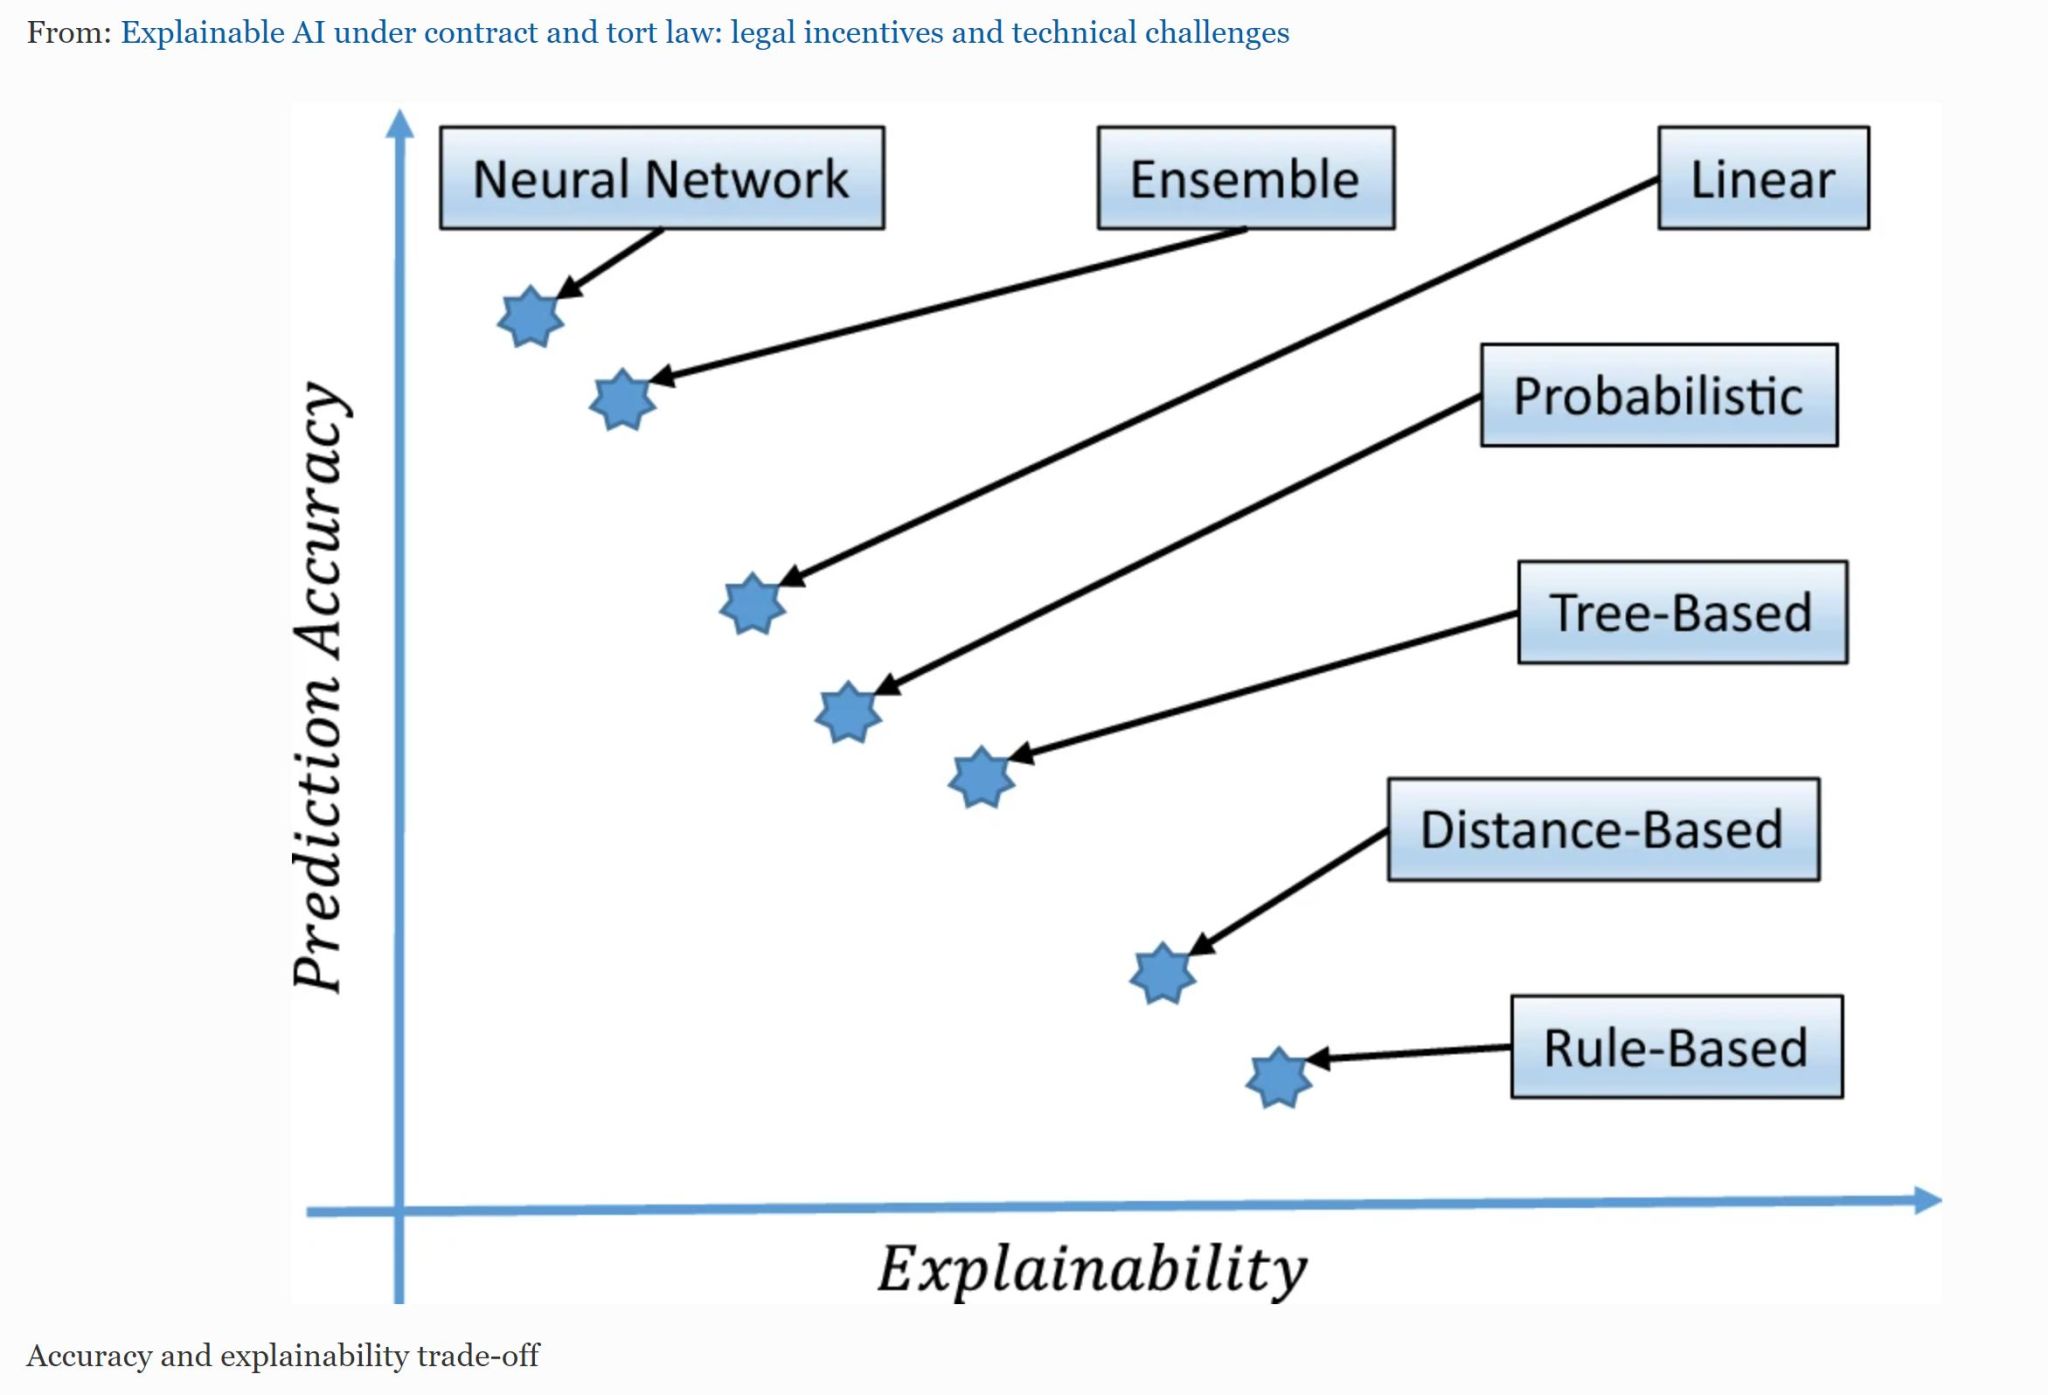 From: Explainable AI under contract and tort law: legal incentives and technical challenges
Neural Network
Ensemble
Linear
Probabilistic
Tree-Based
Distance-Based
Rule-Based
Prediction Accuracy
Explainability
Accuracy and explainability trade-off